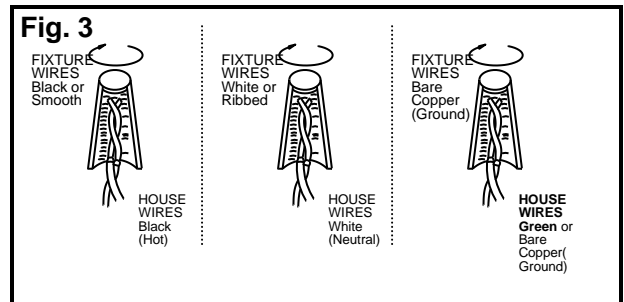 Fig. 3
FIXTURE
WIRES
Black or
Smooth
HOUSE
WIRES
Black
(Hot)
FIXTURE
WIRES
White or
Ribbed
HOUSE
WIRES
White
(Neutral)
FIXTURE
WIRES
Bare
Copper
(Ground)
HOUSE
WIRES
Green or
Bare
Copper(
Ground)